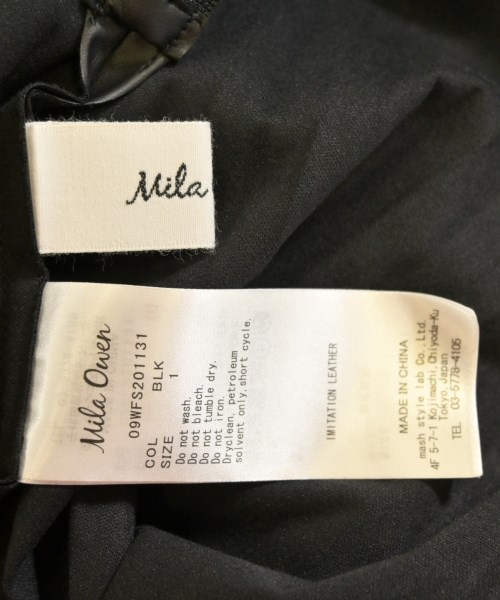 Mila
Mila Owen
09WFS201131
COL BLK
SIZE 1
Do not wash.
Do not bleach.
Do not tumble dry.
Do not iron.
Dryclean, petroleum
solvent only, short cycle.
IMITATION LEATHER
MADE IN CHINA
mash style lab Co., Ltd.
4F 5-7-1 Kojimachi, Chiyoda-Ku
Tokyo Japan
TEL 03-5778-4105